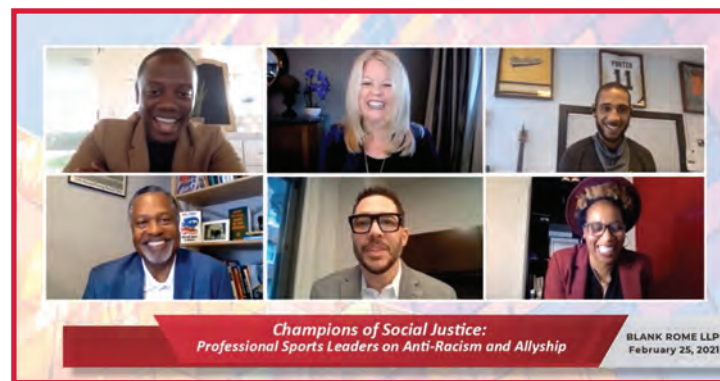 PORTER
11
Champions of Social Justice:
Professional Sports Leaders on Anti-Racism and Allyship
BLANK ROME LLP
February 25, 2021